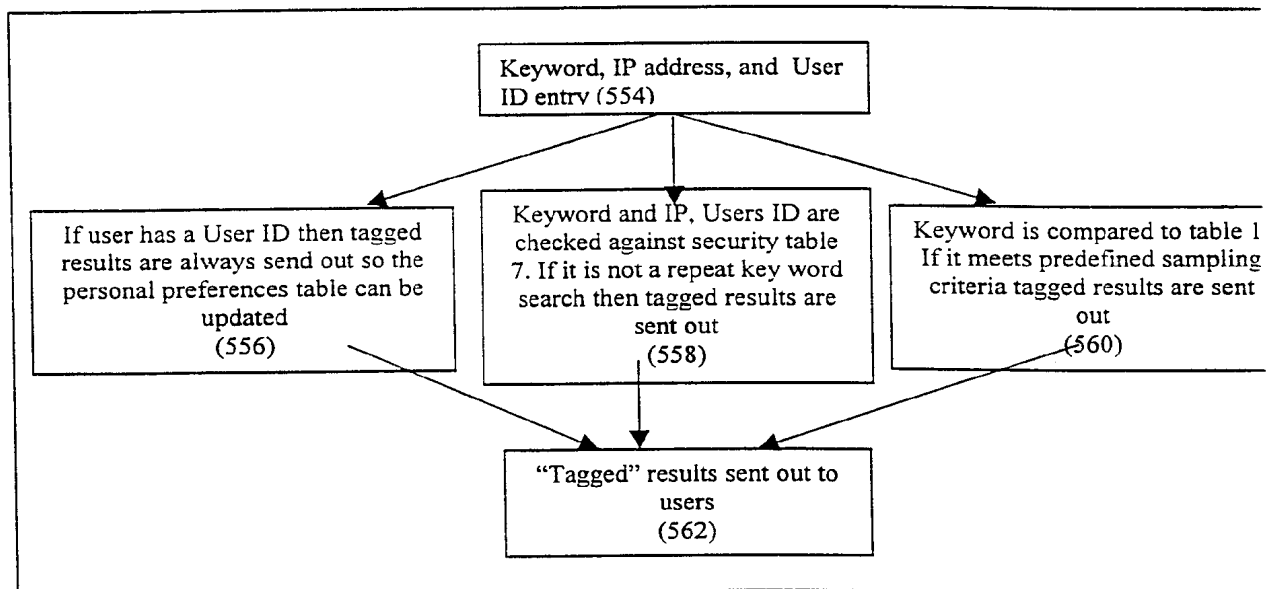 Keyword, IP address, and User
ID entry (554)
If user has a User ID then tagged
results are always send out so the
personal preferences table can be
updated
(556)
Keyword and IP, Users ID are
checked against security table
7. If it is not a repeat key word
search then tagged results are
sent out
(558)
Keyword is compared to table 1
If it meets predefined sampling
criteria tagged results are sent
out
(560)
“Tagged” results sent out to
users
(562)